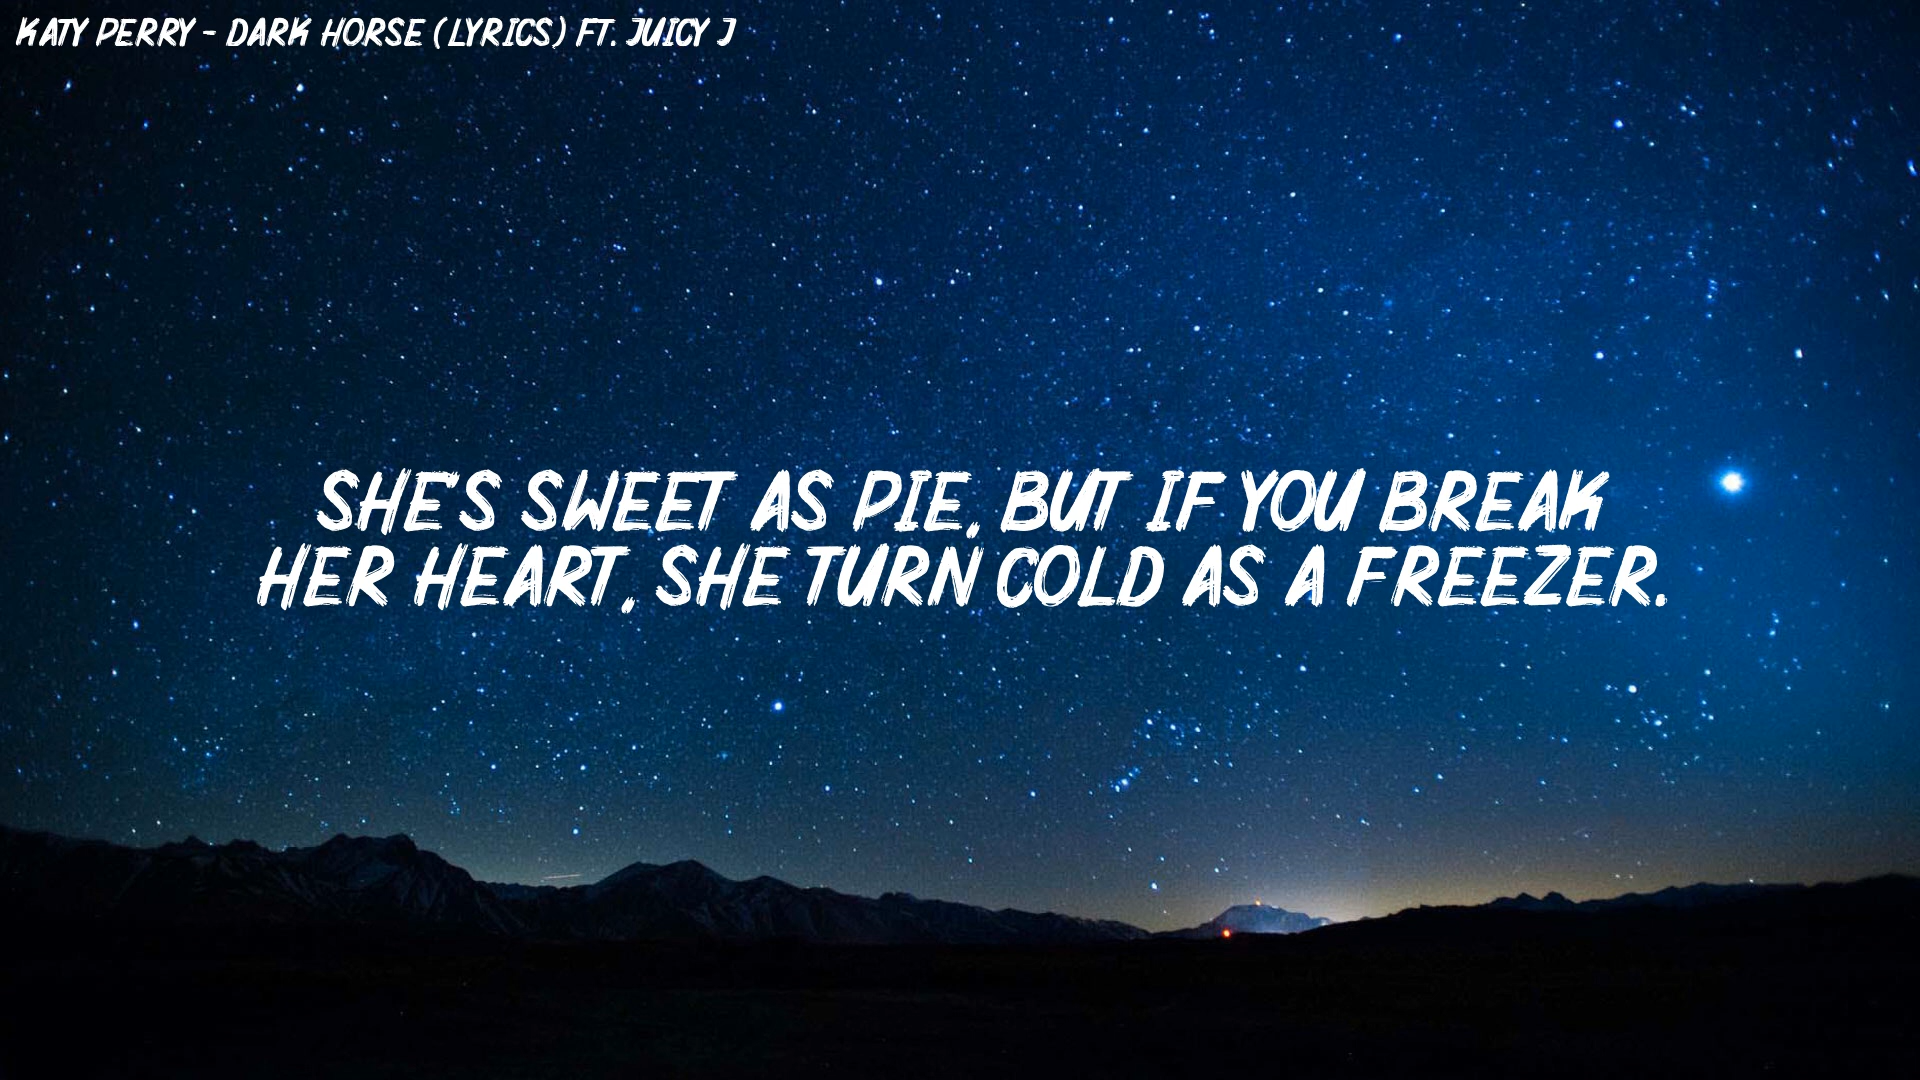 KATY PERRY - DARK HORSE (LYRICS) FT. JUICY J
SHE'S SWEET AS PIE, BUT IF YOU BREAK
HER HEART, SHE TURN COLD AS A FREEZER.